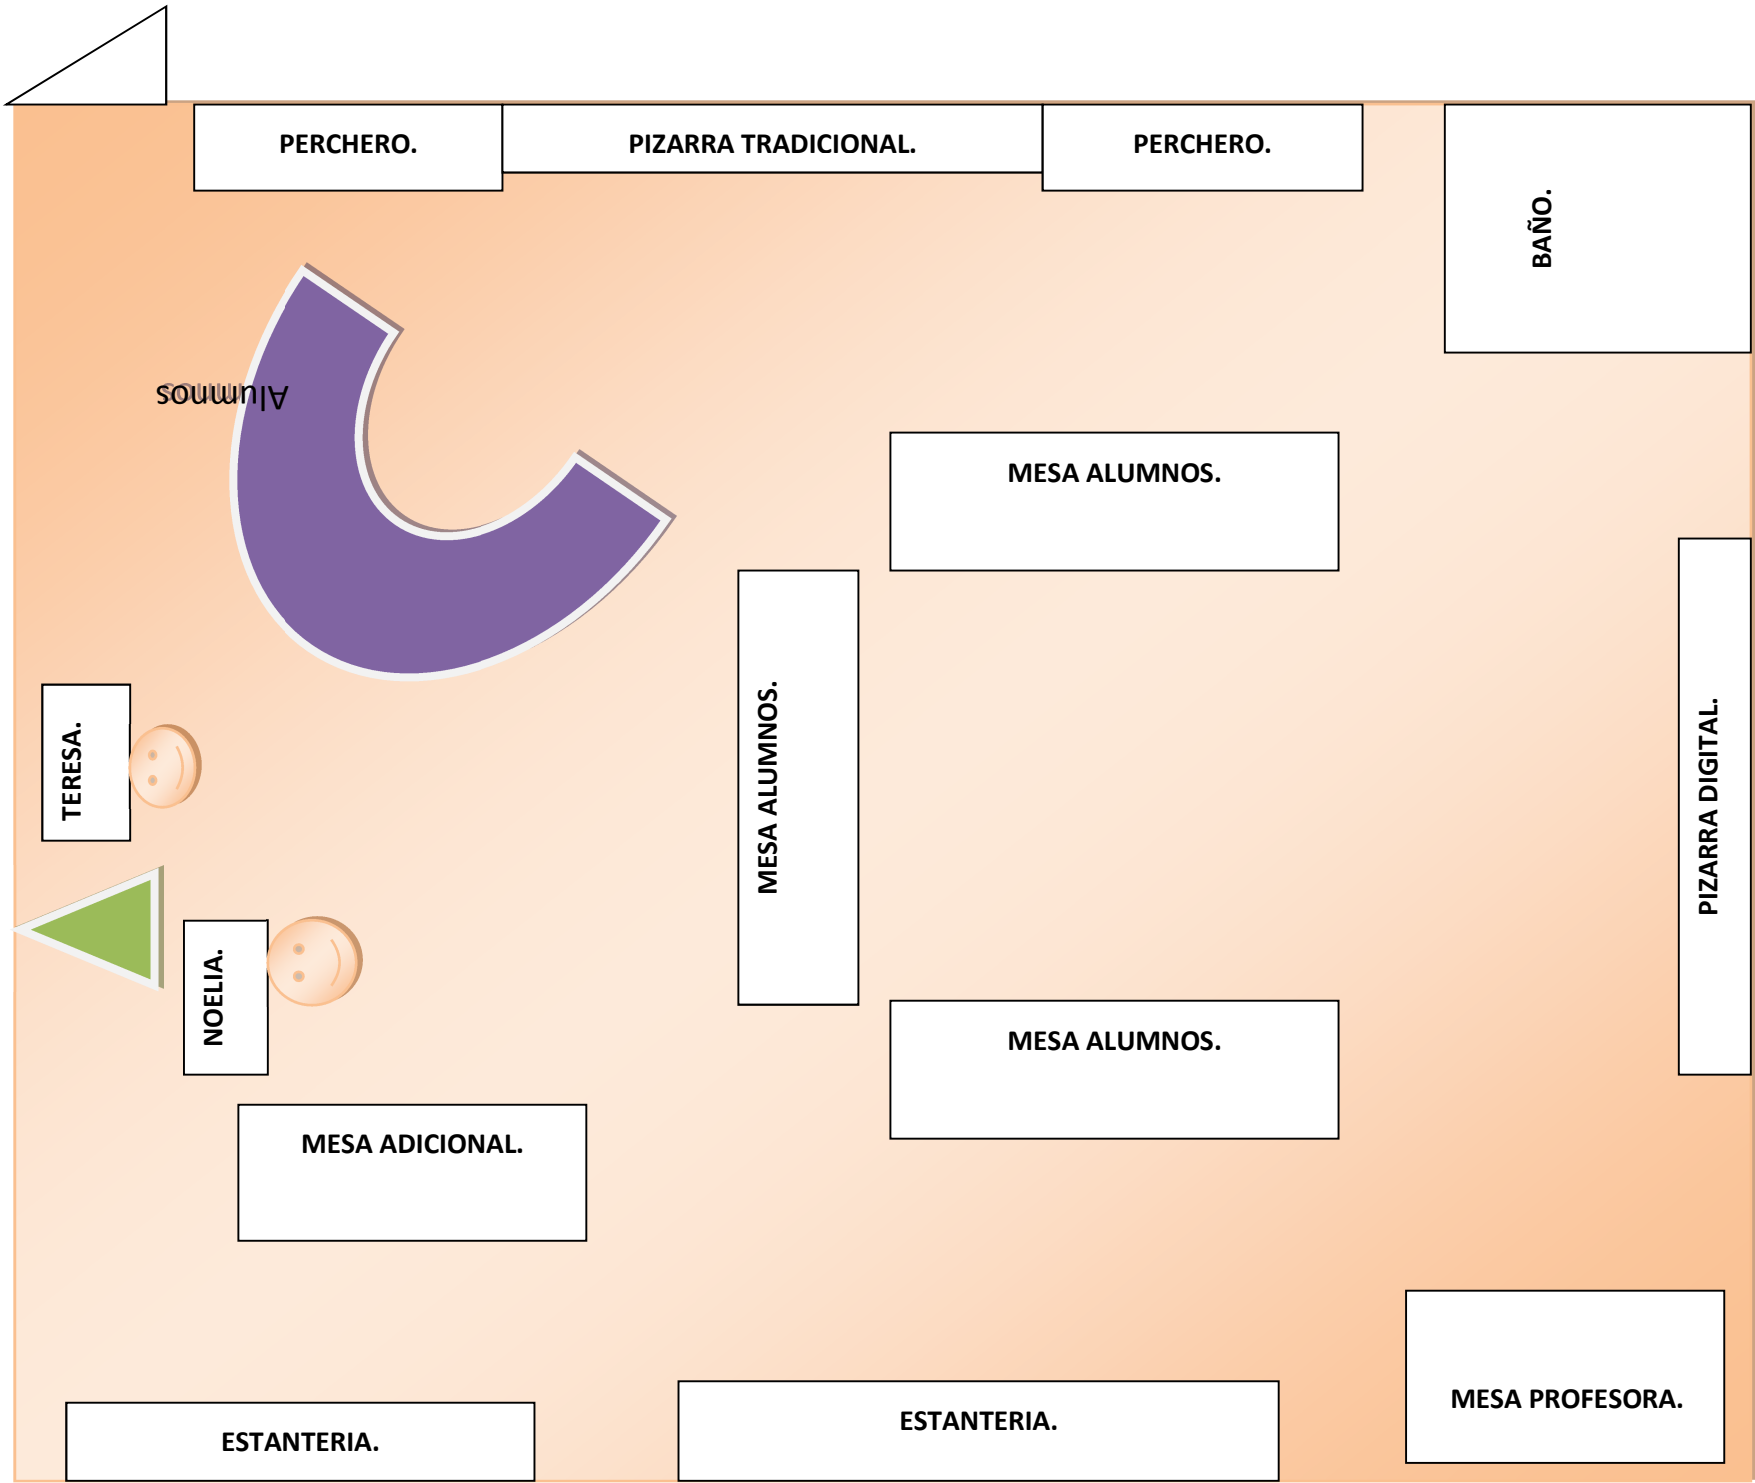 PERCHERO.
PIZARRA TRADICIONAL.
PERCHERO.
BAÑO.
Alumnos
MESA ALUMNOS.
MESA ALUMNOS.
PIZARRA DIGITAL.
TERESA.
NOELIA.
MESA ALUMNOS.
MESA ADICIONAL.
MESA PROFESORA.
ESTANTERIA.
ESTANTERIA.